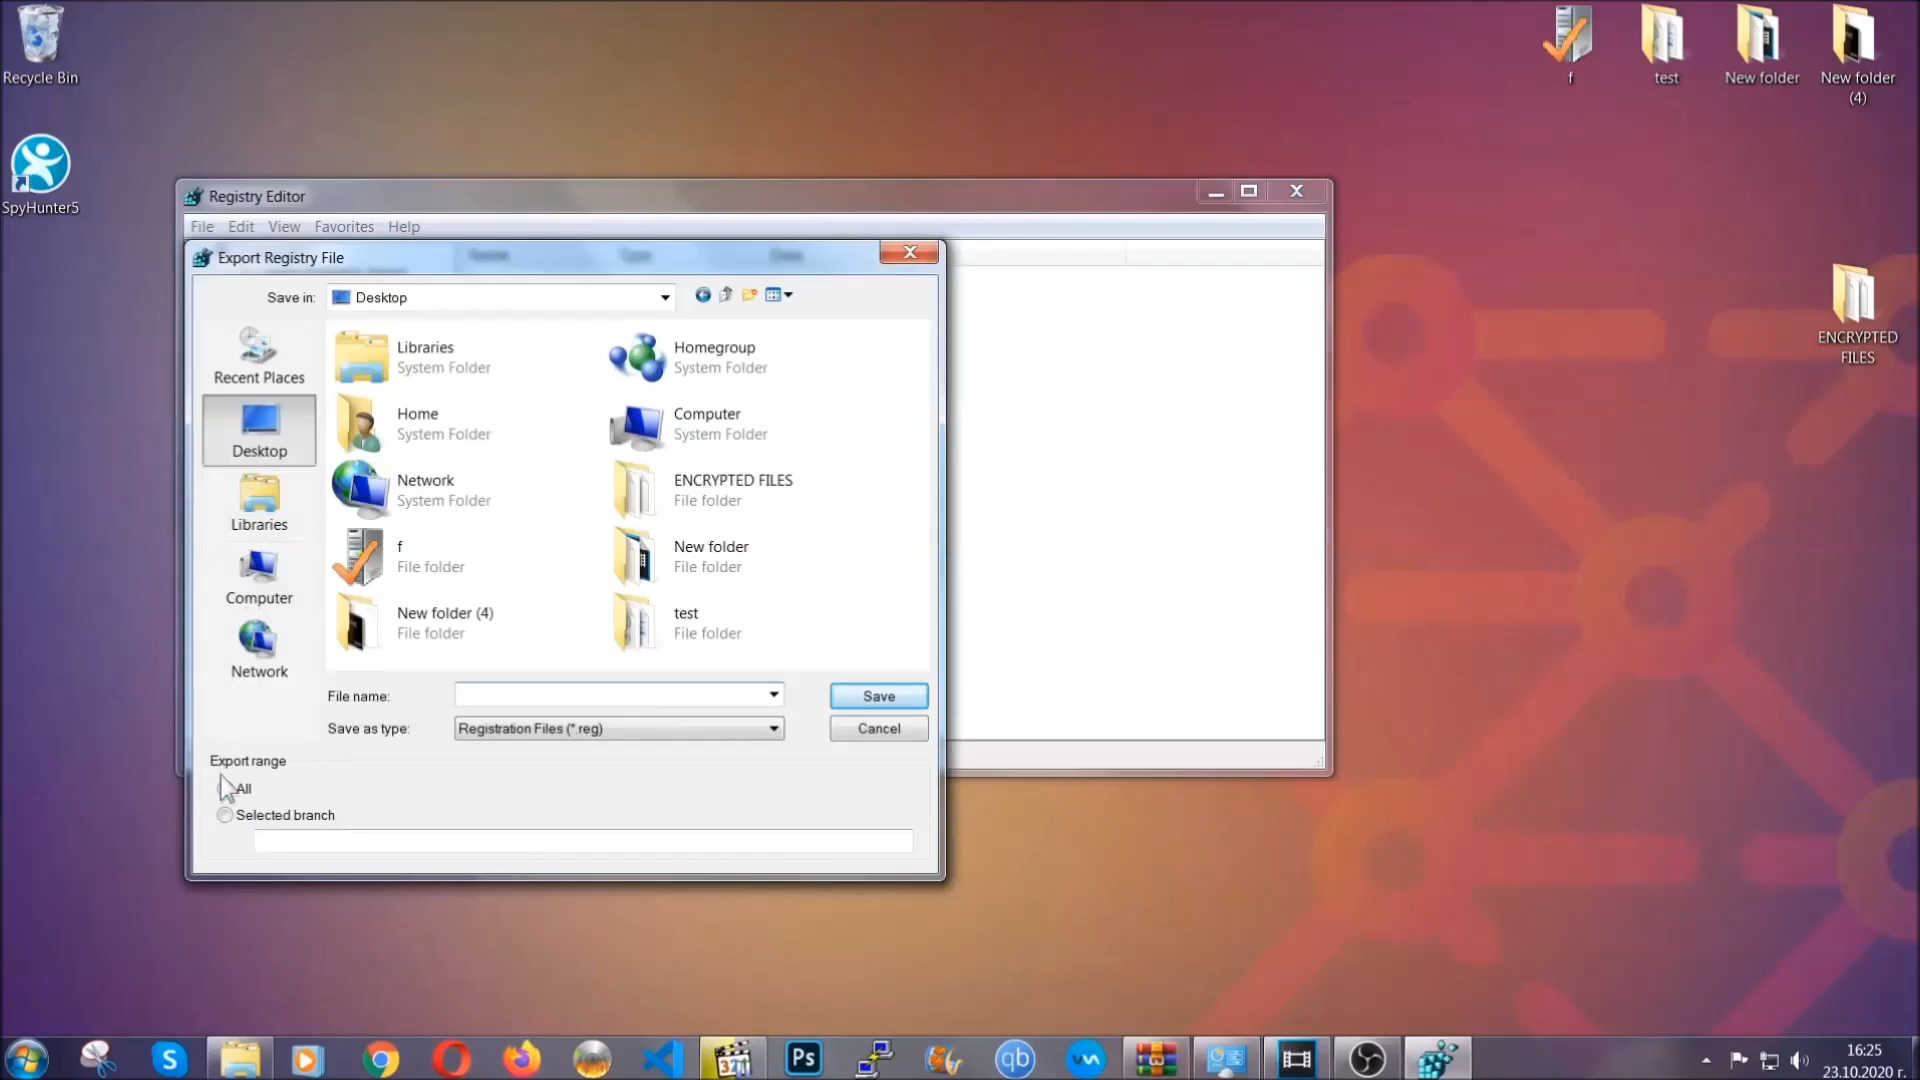 Recycle Bin
SpyHunter5
f
test
New folder
New folder
(4)
ENCRYPTED
FILES
Registry Editor
File Edit View Favorites Help
Export Registry File
Save in:
Desktop
Recent Places
Desktop
Libraries
Computer
Network
Libraries
System Folder
Homegroup
System Folder
Home
System Folder
Computer
System Folder
Network
System Folder
ENCRYPTED FILES
File folder
f
File folder
New folder
File folder
New folder (4)
File folder
test
File folder
File name:
Save
Save as type:
Registration Files (*.reg)
Cancel
Export range
All
Selected branch
S
321
Ps
qb
16:25
23.10.2020 г.